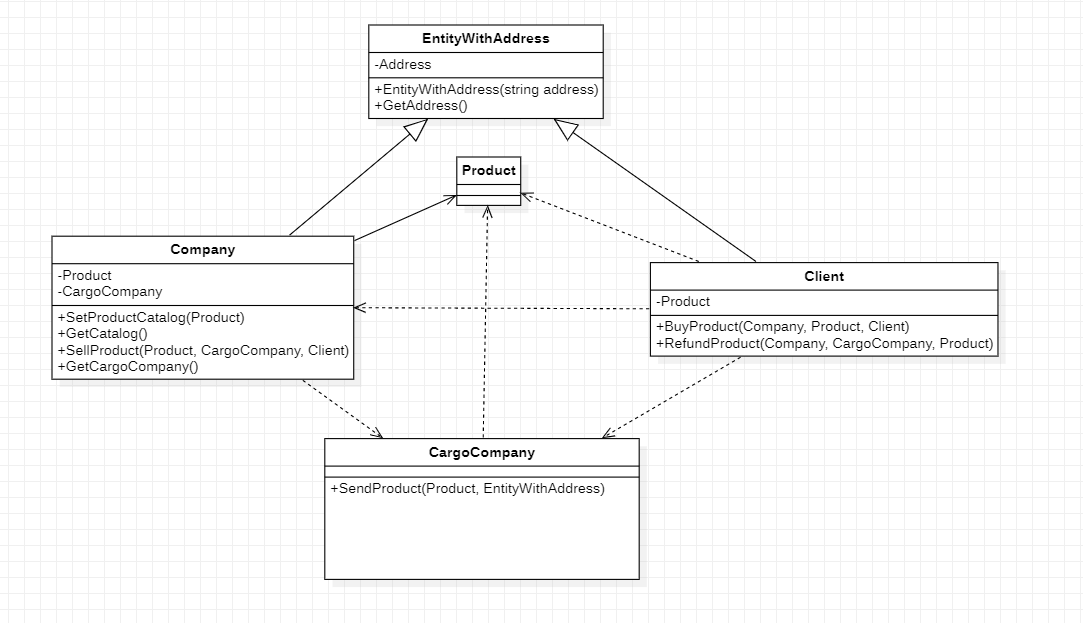 EntityWithAddress
-Address
+EntityWithAddress(string address)
+GetAddress()
Product
Company
-Product
-CargoCompany
+SetProductCatalog(Product)
+GetCatalog()
+SellProduct(Product, CargoCompany, Client)
+GetCargoCompany()
Client
-Product
+BuyProduct(Company, Product, Client)
+RefundProduct(Company, CargoCompany, Product)
CargoCompany
+SendProduct(Product, EntityWithAddress)